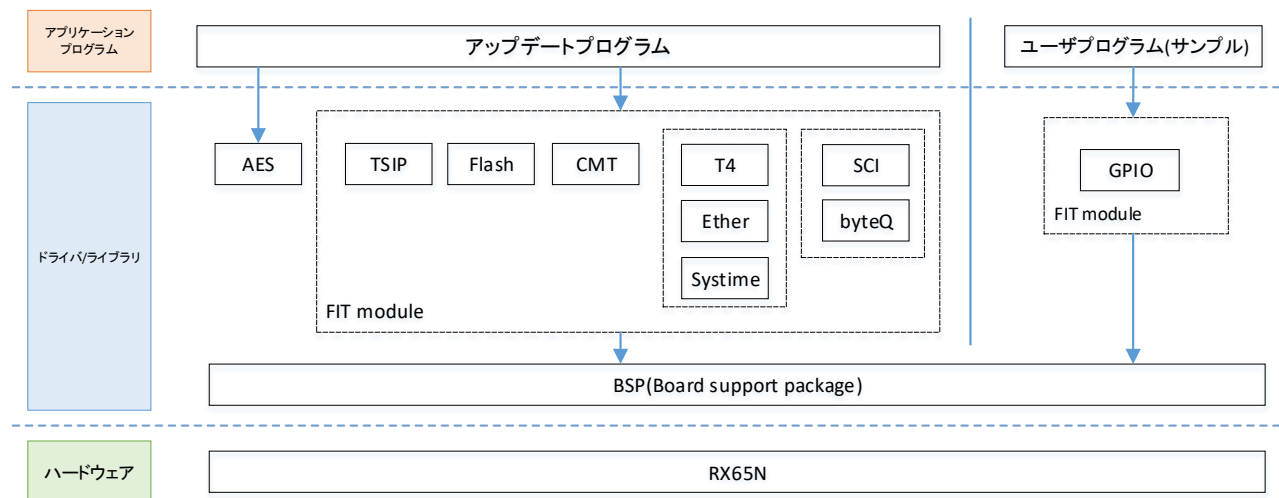 アプリケーション
プログラム
アップデートプログラム
ユーザプログラム(サンプル)
ドライバ/ライブラリ
AES
TSIP
Flash
CMT
T4
Ether
Systime
SCI
byteQ
FIT module
GPIO
FIT module
BSP(Board support package)
ハードウェア
RX65N